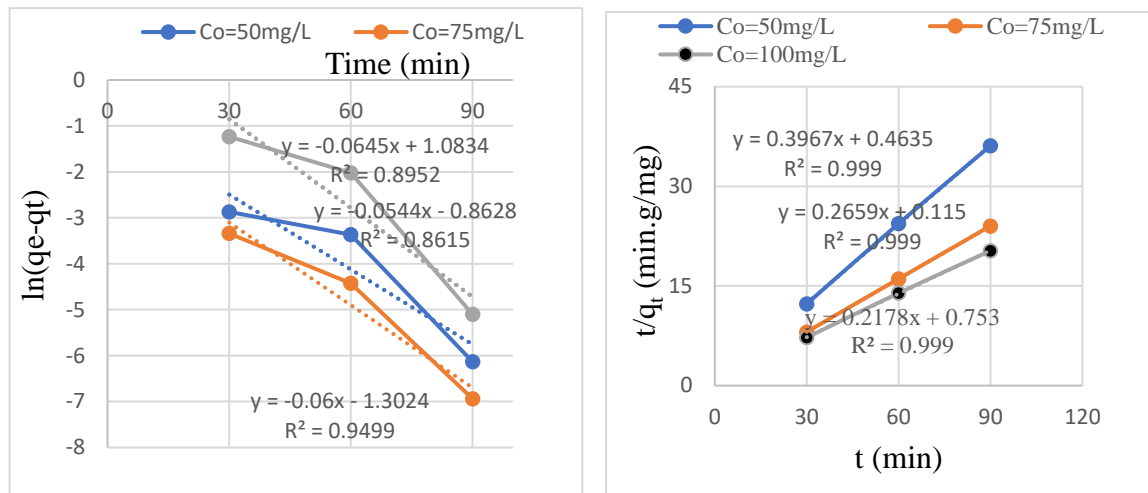 Co=50mg/L Co=75mg/L
Time (min)
0
0 30 60 90
-1
-2
-3
-4
-5
-6
-7
-8
ln(qe-qt)
y = -0.0645x + 1.0834
R² = 0.8952
y = -0.0544x - 0.8628
R² = 0.8615
y = -0.06x - 1.3024
R² = 0.9499
Co=50mg/L Co=75mg/L
Co=100mg/L
45
30
15
0
t/qt (min.g/mg)
y = 0.3967x + 0.4635
R² = 0.999
y = 0.2659x + 0.115
R² = 0.999
y = 0.2178x + 0.753
R² = 0.999
0 30 60 90 120
t (min)